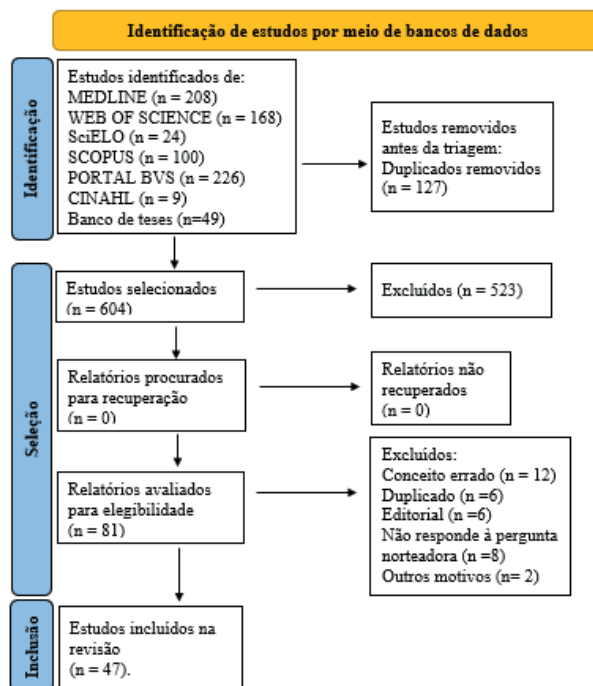 Identificação de estudos por meio de bancos de dados
Identificação
Estudos identificados de:
MEDLINE (n = 208)
WEB OF SCIENCE (n = 168)
SciELO (n = 24)
SCOPUS (n = 100)
PORTAL BVS (n = 226)
CINAHL (n = 9)
Banco de teses (n=49)
Estudos removidos
antes da triagem:
Duplicados removidos
(n = 127)
Seleção
Estudos selecionados
(n = 604)
Excluídos (n = 523)
Relatórios procurados
para recuperação
(n = 0)
Relatórios não
recuperados
(n = 0)
Relatórios avaliados
para elegibilidade
(n = 81)
Excluídos:
Conceito errado (n = 12)
Duplicado (n =6)
Editorial (n =6)
Não responde à pergunta
norteadora (n =8)
Outros motivos (n= 2)
Inclusão
Estudos incluídos na
revisão
(n = 47).